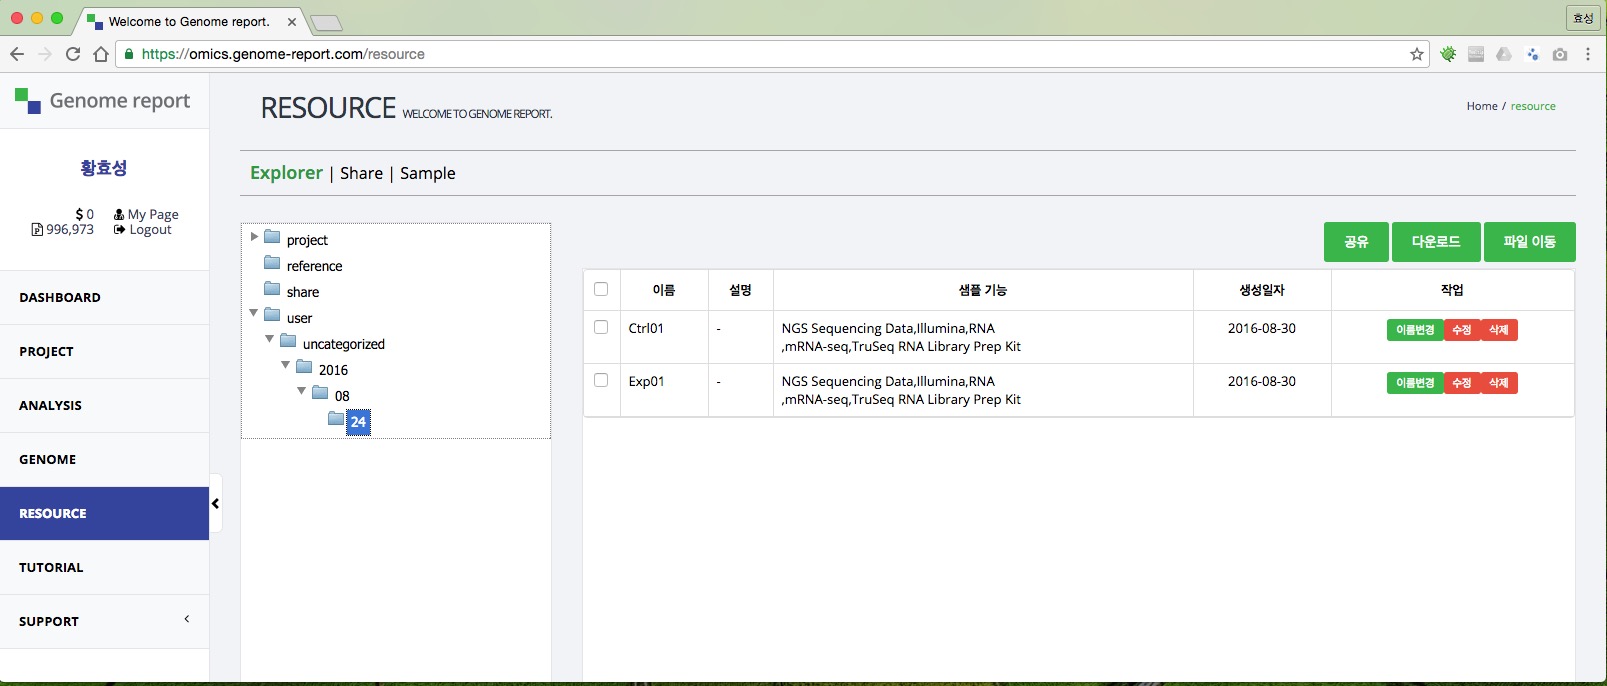 Welcome to Genome report.
효성
https://omics.genome-report.com/resource
Genome report
황효성
$ 0 My Page
996,973 Logout
DASHBOARD
PROJECT
ANALYSIS
GENOME
RESOURCE
TUTORIAL
SUPPORT
RESOURCE WELCOME TO GENOME REPORT.
Home / resource
Explorer | Share | Sample
project
reference
share
user
uncategorized
2016
08
24
공유 다운로드 파일 이동
이름 설명 샘플 기능 생성일자 작업
Ctrl01 - NGS Sequencing Data,Illumina,RNA 2016-08-30 이름변경 수정 삭제
,mRNA-seq,TruSeq RNA Library Prep Kit
Exp01 - NGS Sequencing Data,Illumina,RNA 2016-08-30 이름변경 수정 삭제
,mRNA-seq,TruSeq RNA Library Prep Kit